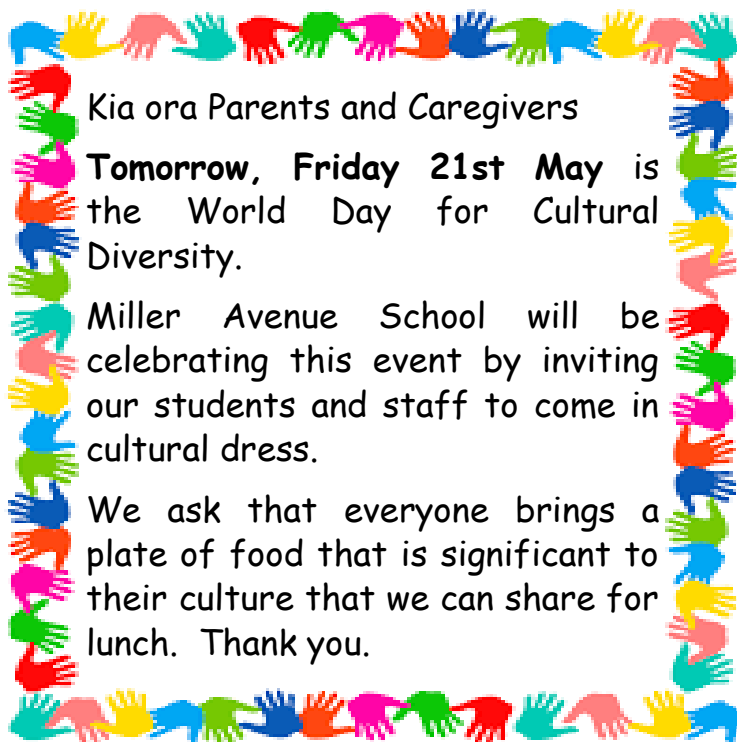 Kia ora Parents and Caregivers
Tomorrow, Friday 21st May is
the World Day for Cultural
Diversity.
Miller Avenue School will be
celebrating this event by inviting
our students and staff to come in
cultural dress.
We ask that everyone brings a
plate of food that is significant to
their culture that we can share for
lunch.  Thank you.